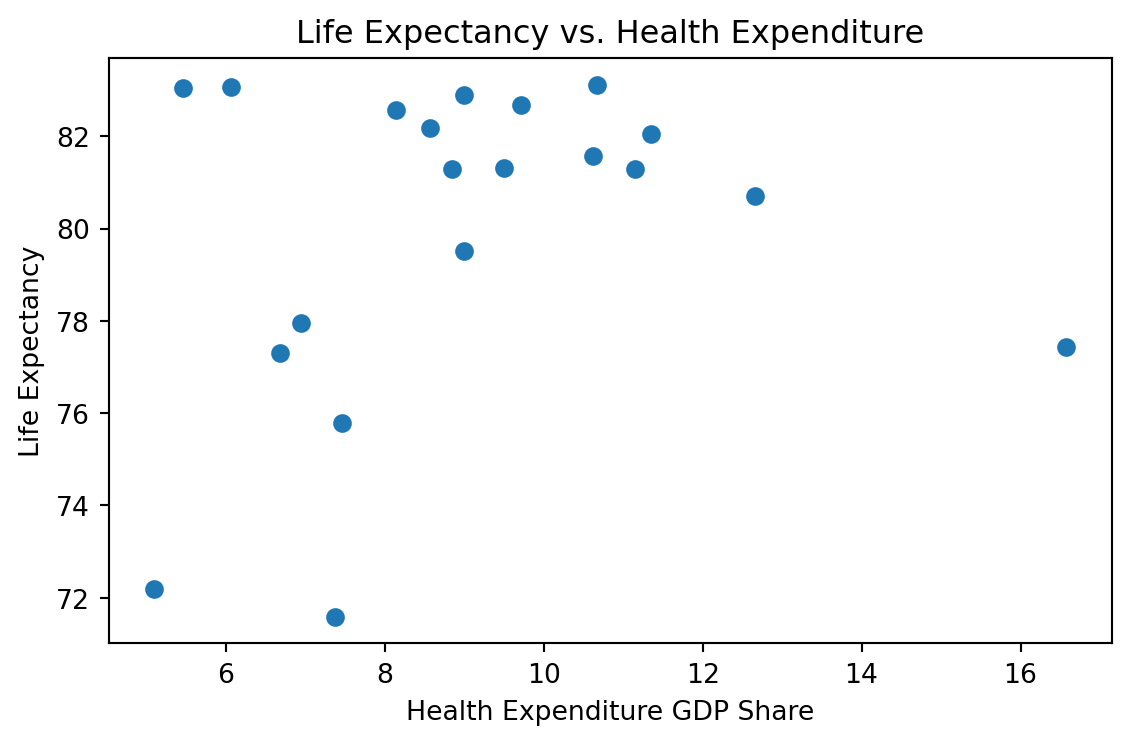 Life Expectancy vs. Health Expenditure
82
80
78
76
74
72
Life Expectancy
6 8 10 12 14 16
Health Expenditure GDP Share